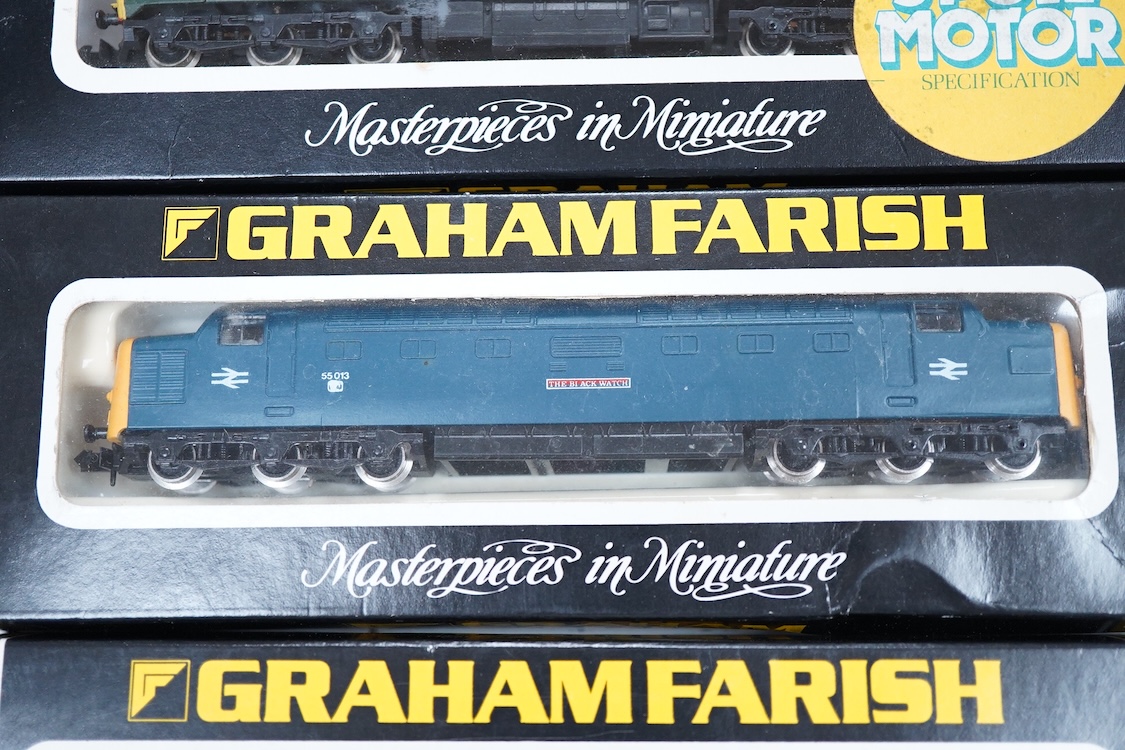 MOTOR
SPECIFICATION
Masterpieces in Miniature
GRAHAM FARISH
55 013
THE BLACK WATCH
Masterpieces in Miniature
GRAHAM FARISH